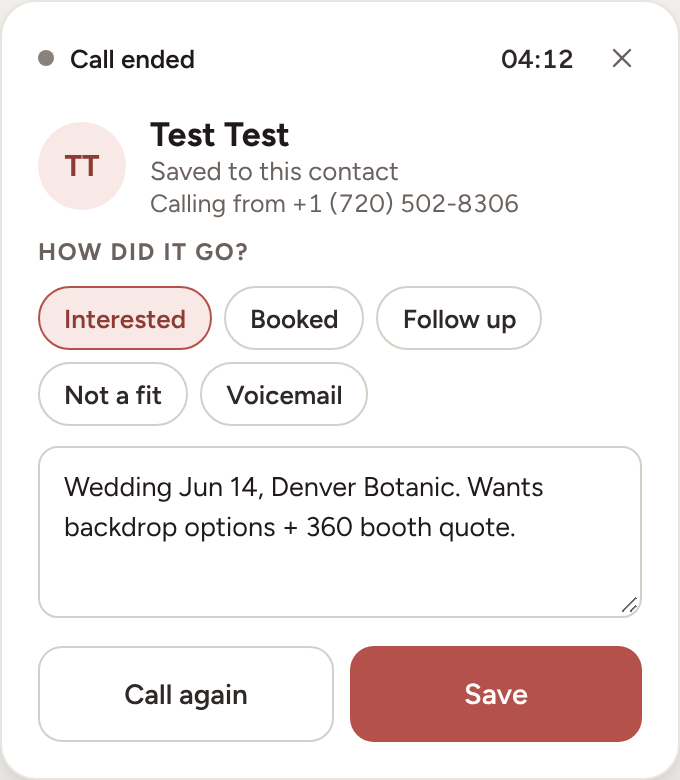 Call ended 04:12
TT
Test Test
Saved to this contact
Calling from +1 (720) 502-8306
HOW DID IT GO?
Interested Booked Follow up
Not a fit Voicemail
Wedding Jun 14, Denver Botanic. Wants
backdrop options + 360 booth quote.
Call again Save